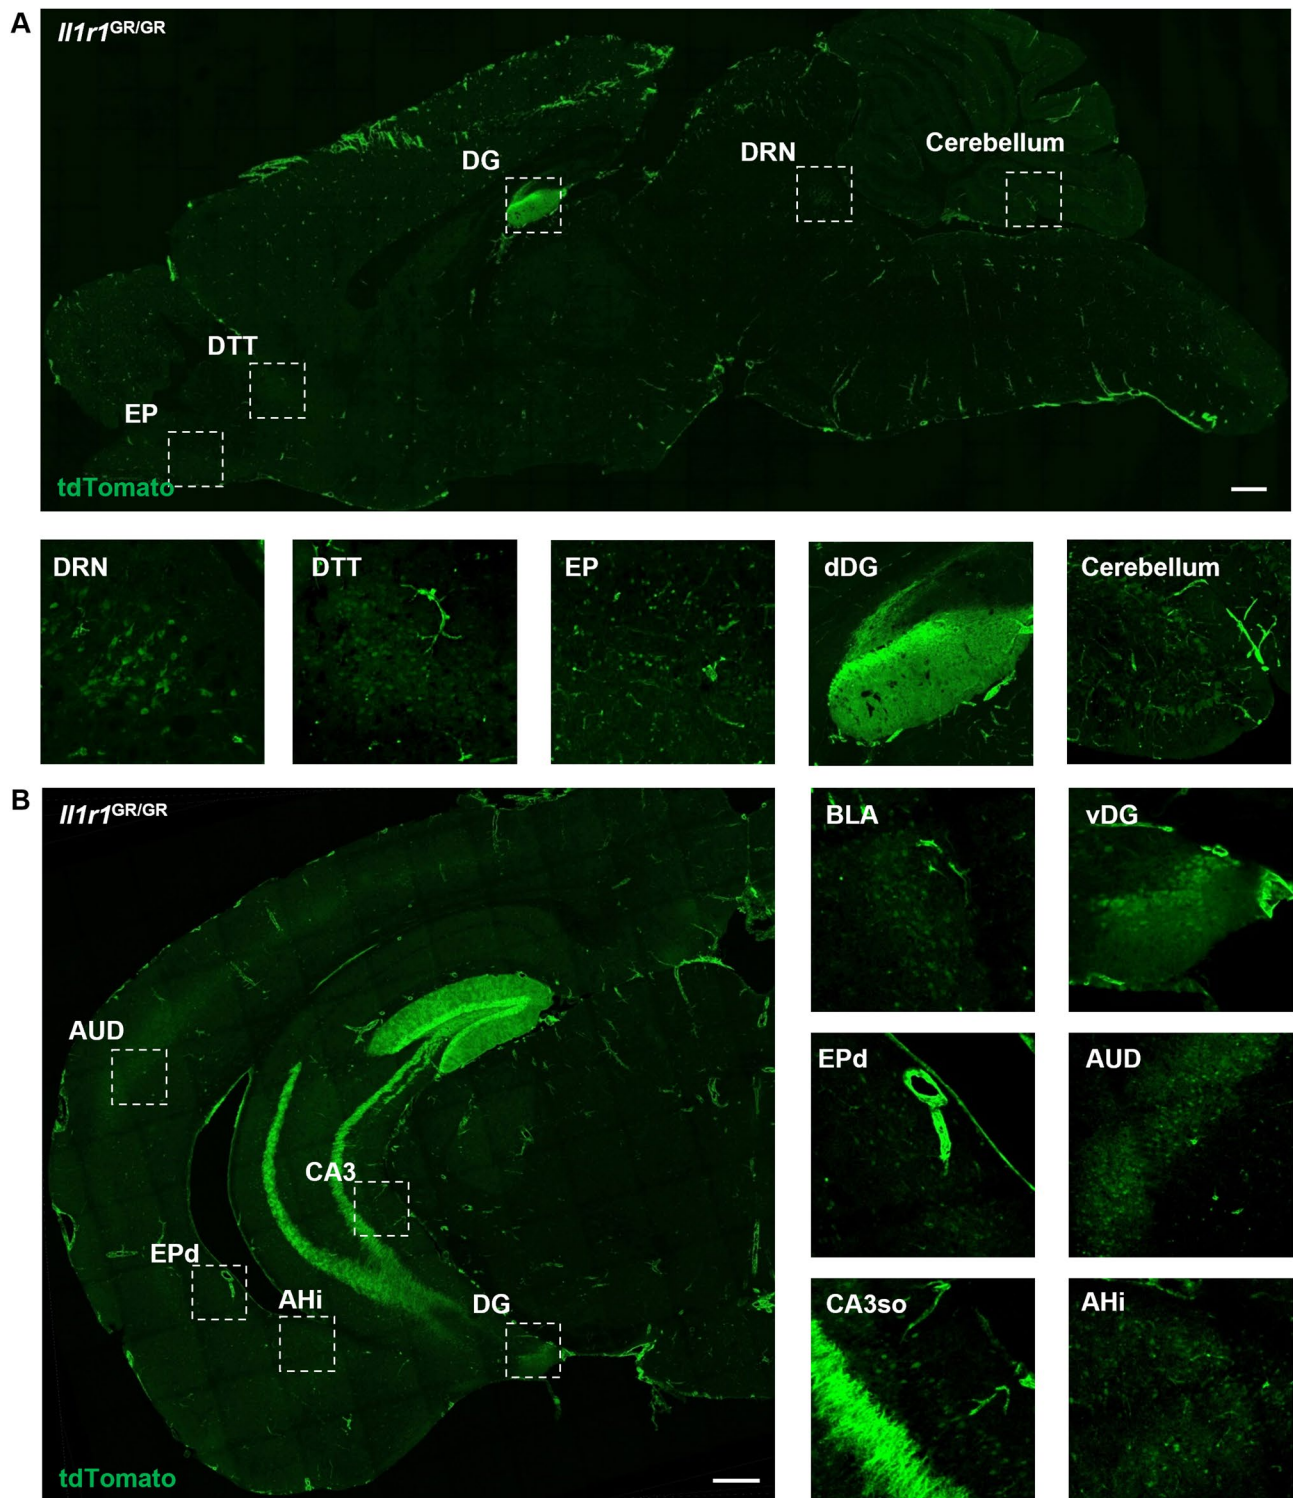 A
Il1r1GR/GR
DG
DRN
Cerebellum
DTT
EP
tdTomato
DRN
DTT
EP
dDG
Cerebellum
B
Il1r1GR/GR
BLA
vDG
AUD
EPd
AUD
CA3
EPd
AHi
DG
CA3so
AHi
tdTomato